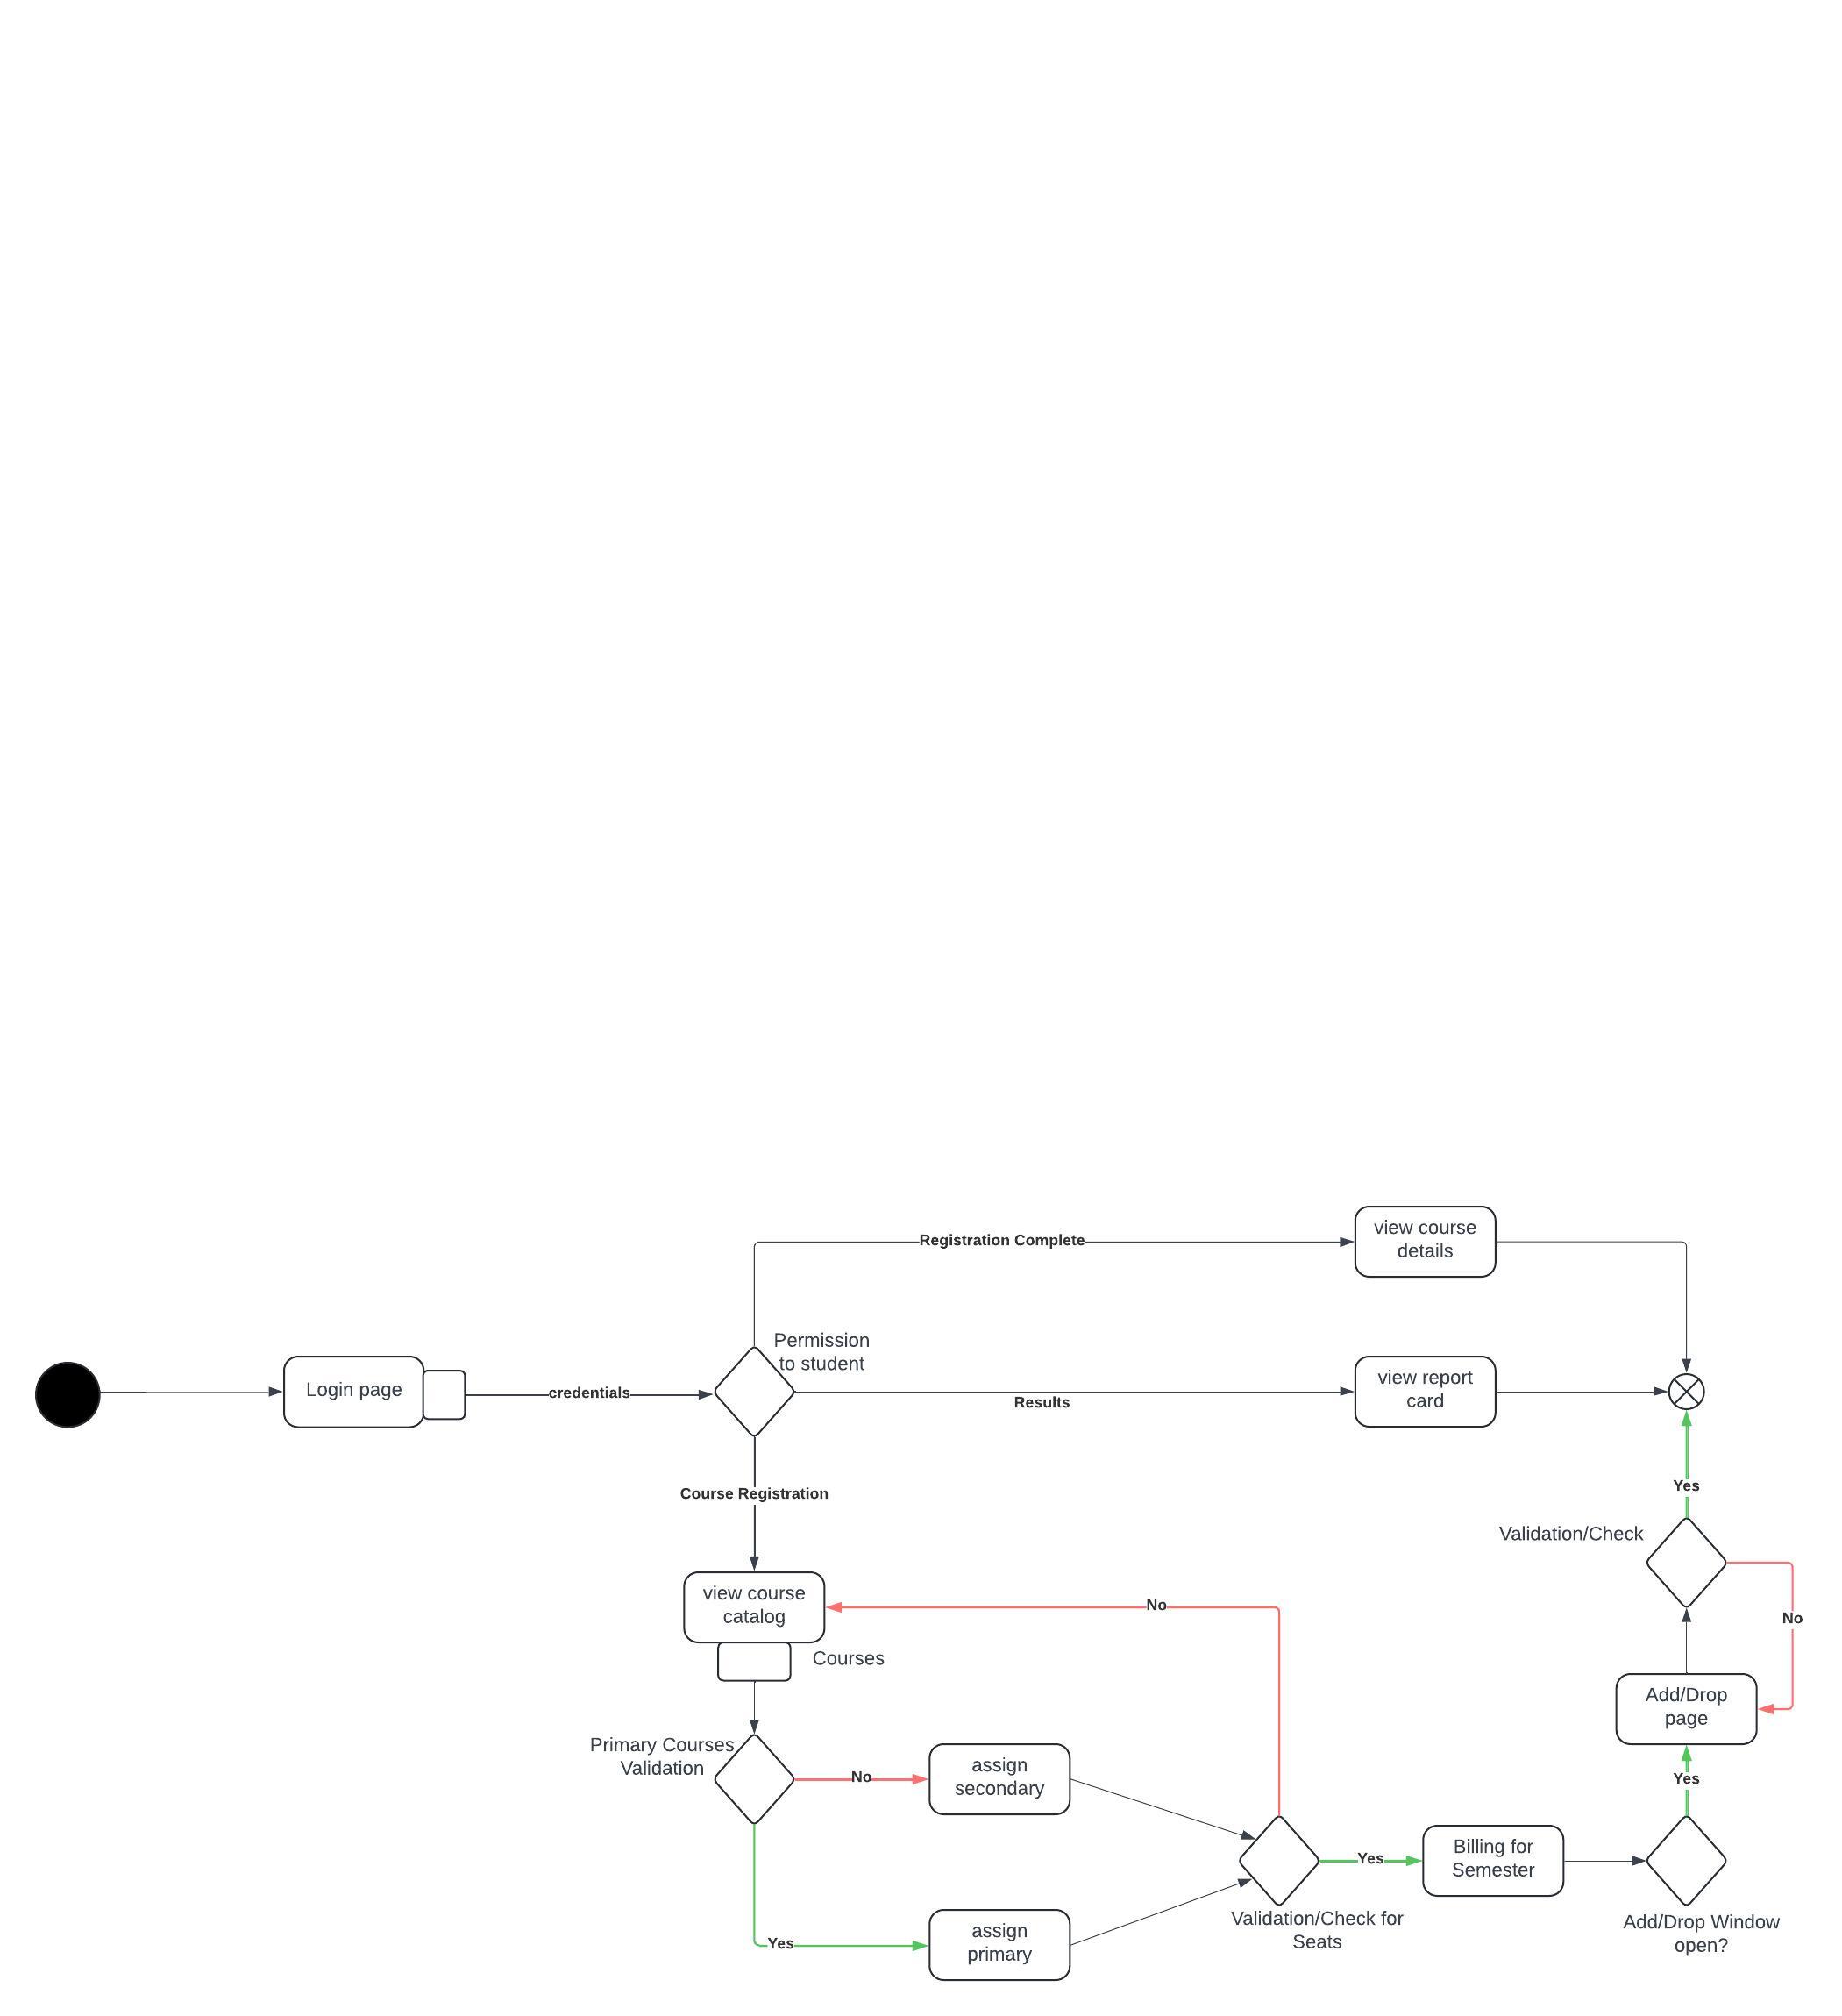 Registration Complete
view course
details
Permission
to student
Login page
credentials
Results
view report
card
Course Registration
Yes
Validation/Check
view course
catalog
No
No
Courses
Add/Drop
page
Primary Courses
Validation
No
assign
secondary
Yes
Yes
Billing for
Semester
Validation/Check for
Seats
Add/Drop Window
open?
Yes
assign
primary